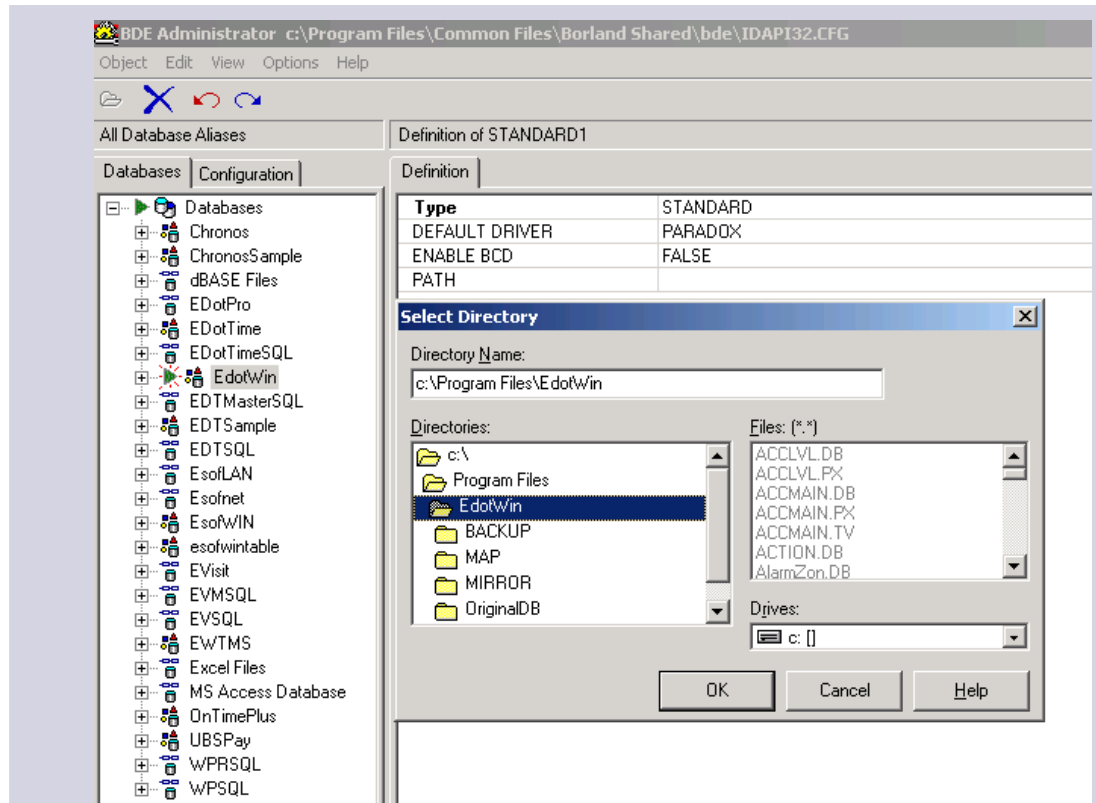 BDE Administrator c:\Program Files\Common Files\Borland Shared\bde\IDAPI32.CFG
Object Edit View Options Help
All Database Aliases
Definition of STANDARD1
Databases
Configuration
Definition
Databases
Chronos
ChronosSample
dBASE Files
EDotPro
EDotTime
EDotTimeSQL
EdotWin
EDTMasterSQL
EDTSample
EDTSQL
EsofLAN
Esofnet
EsofWIN
esofwintable
EVisit
EVMSQL
EVSQL
EWTMS
Excel Files
MS Access Database
OnTimePlus
UBSPay
WPRSQL
WPSQL
Type STANDARD
DEFAULT DRIVER PARADOX
ENABLE BCD FALSE
PATH
Select Directory
Directory Name:
c:\Program Files\EdotWin
Directories:
c:\
Program Files
EdotWin
BACKUP
MAP
MIRROR
OriginalDB
Files: (*.*)
ACCLVL.DB
ACCLVL.PX
ACCMAIN.DB
ACCMAIN.PX
ACCMAIN.TV
ACTION.DB
AlarmZon.DB
Drives:
c: []
OK
Cancel
Help